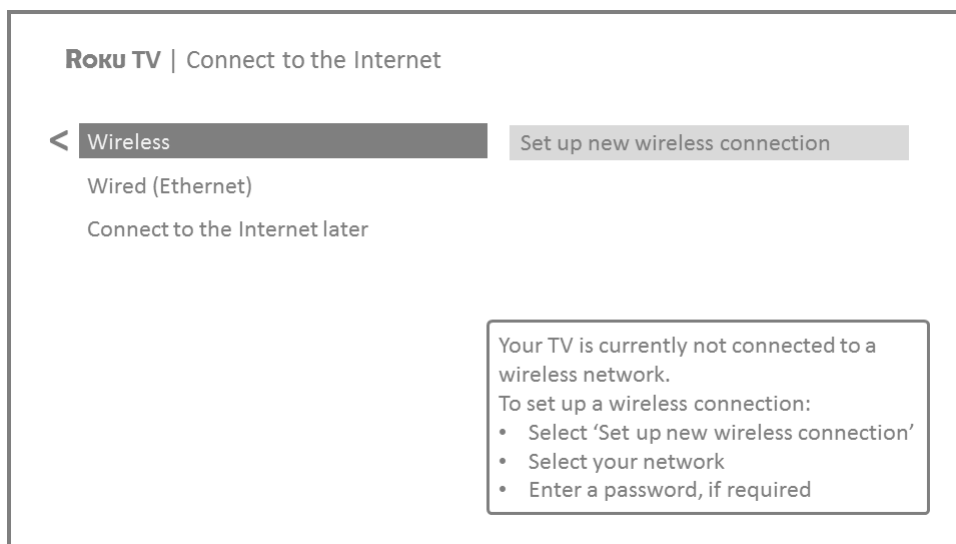 ROKU TV | Connect to the Internet
< Wireless
Set up new wireless connection
Wired (Ethernet)
Connect to the Internet later
Your TV is currently not connected to a
wireless network.
To set up a wireless connection:
• Select ‘Set up new wireless connection’
• Select your network
• Enter a password, if required